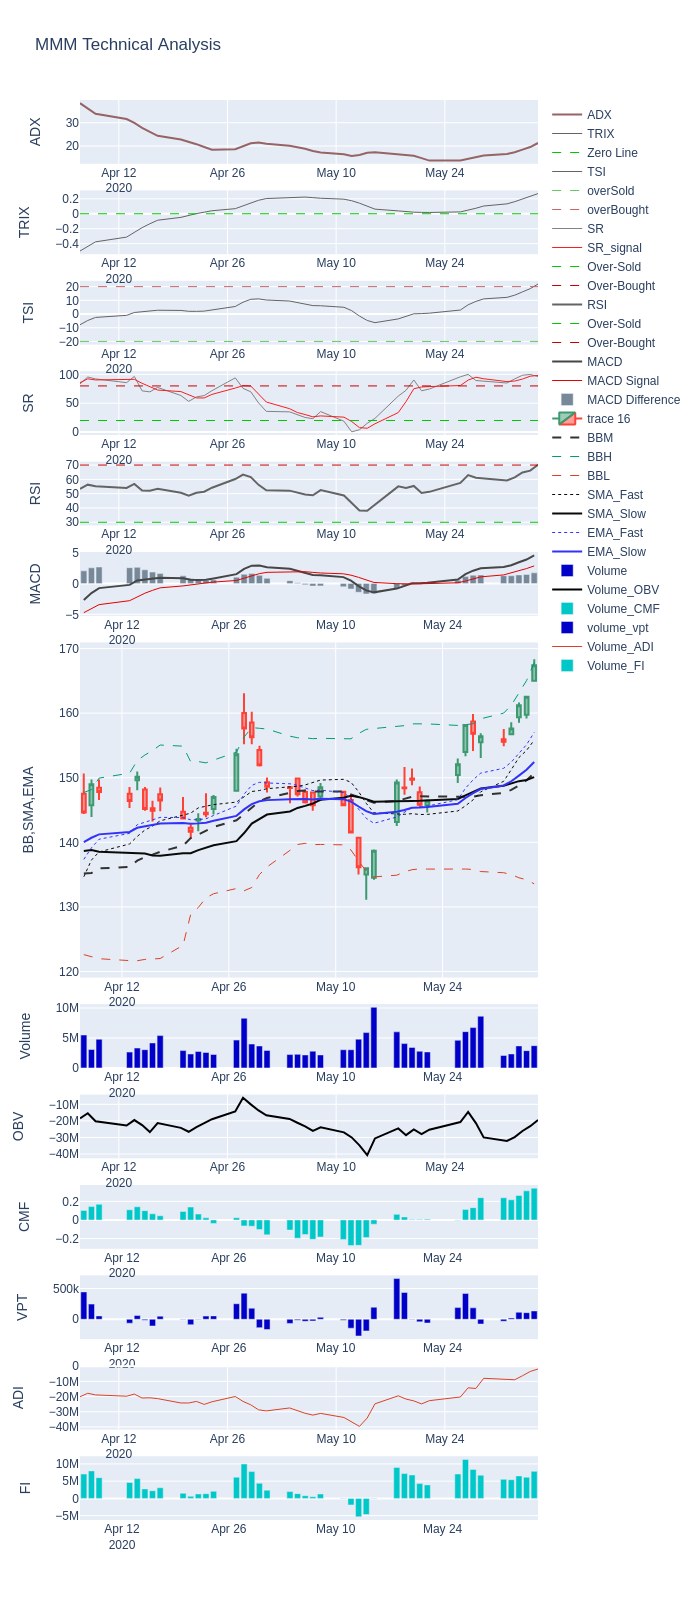 MMM Technical Analysis
ADX
30
20
Apr 12
2020
Apr 26
May 10
May 24
TRIX
0.2
0
−0.2
−0.4
Apr 12
2020
Apr 26
May 10
May 24
TSI
20
10
0
−10
−20
Apr 12
2020
Apr 26
May 10
May 24
SR
100
50
0
Apr 12
2020
Apr 26
May 10
May 24
RSI
70
60
50
40
30
Apr 12
2020
Apr 26
May 10
May 24
MACD
5
0
−5
Apr 12
2020
Apr 26
May 10
May 24
BB,SMA,EMA
170
160
150
140
130
120
Apr 12
2020
Apr 26
May 10
May 24
Volume
10M
5M
0
Apr 12
2020
Apr 26
May 10
May 24
OBV
−10M
−20M
−30M
−40M
Apr 12
2020
Apr 26
May 10
May 24
CMF
0.2
0
−0.2
Apr 12
2020
Apr 26
May 10
May 24
VPT
500k
0
Apr 12
2020
Apr 26
May 10
May 24
ADI
0
−10M
−20M
−30M
−40M
Apr 12
2020
Apr 26
May 10
May 24
FI
10M
5M
0
−5M
Apr 12
2020
Apr 26
May 10
May 24
ADX
TRIX
Zero Line
TSI
overSold
overBought
SR
SR_signal
Over-Sold
Over-Bought
RSI
Over-Sold
Over-Bought
MACD
MACD Signal
MACD Difference
trace 16
BBM
BBH
BBL
SMA_Fast
SMA_Slow
EMA_Fast
EMA_Slow
Volume
Volume_OBV
Volume_CMF
volume_vpt
Volume_ADI
Volume_FI